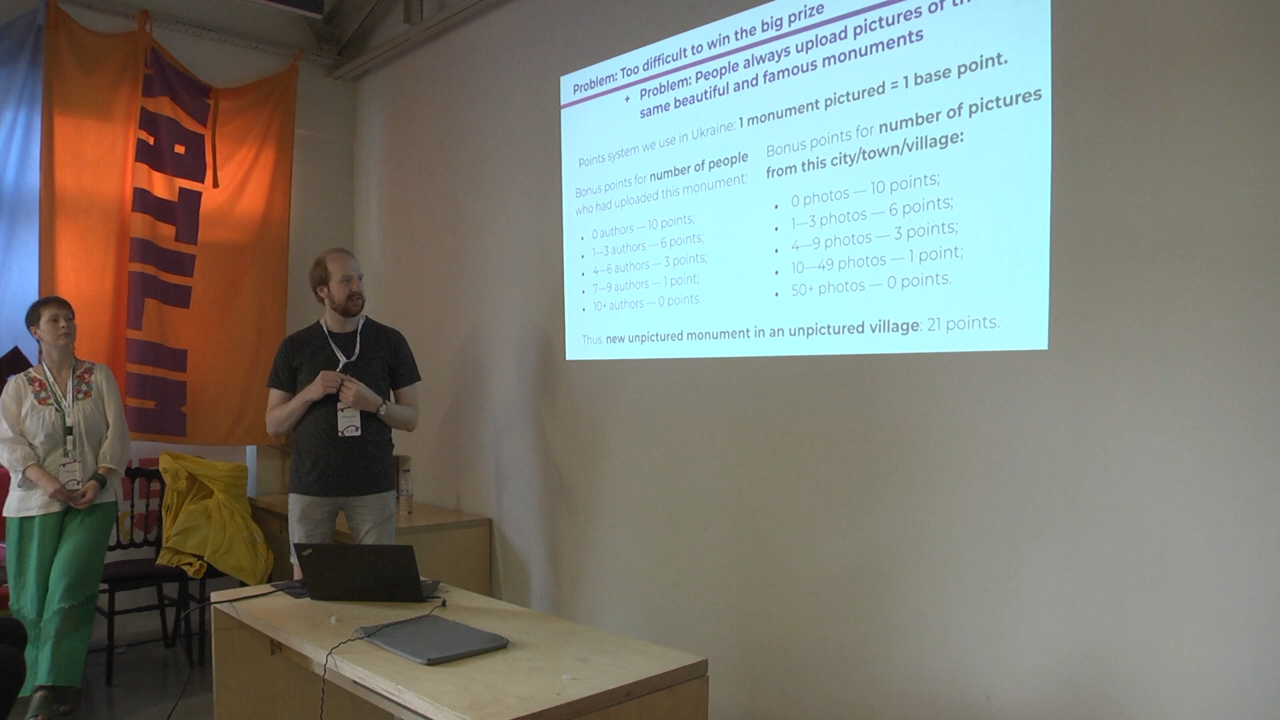 Problem: Too difficult to win the big prize
+ Problem: People always upload pictures of
same beautiful and famous monuments
Points system we use in Ukraine: 1 monument pictured = 1 base point.
Bonus points for number of people
who had uploaded this monument:
• 0 authors — 10 points;
• 1—3 authors — 6 points;
• 4—6 authors — 3 points;
• 7—9 authors — 1 point;
• 10+ authors — 0 points.
Bonus points for number of pictures
from this city/town/village:
• 0 photos — 10 points;
• 1—3 photos — 6 points;
• 4—9 photos — 3 points;
• 10—49 photos — 1 point;
• 50+ photos — 0 points.
Thus, new unpictured monument in an unpictured village: 21 points.